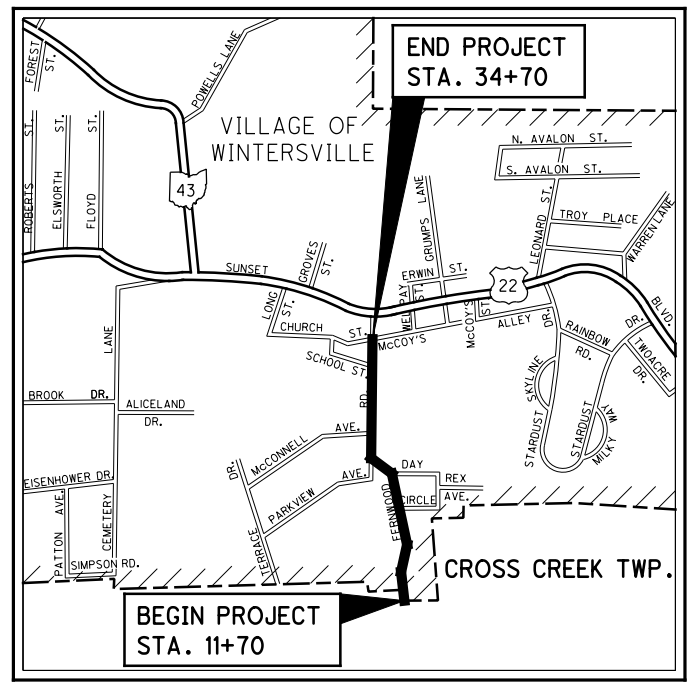 END PROJECT
STA. 34+70
FOREST
ST.
POWELLS LANE
VILLAGE OF
WINTERSVILLE
N. AVALON ST.
S. AVALON ST.
ROBERTS ST.
ELSWORTH ST.
FLOYD ST.
43
GRUMPS LANE
LEONARD ST.
TROY PLACE
WARREN LANE
SUNSET
GROVES
ST.
ERWIN ST.
22
BLVD.
LONG
ST.
CHURCH ST.
WELDAY
ST.
McCOY'S
McCOY'S
ST.
ALLEY
DR.
RAINBOW
RD.
DR.
TWOACRE
DR.
LANE
SCHOOL ST.
RD.
SKYLINE
BROOK DR.
ALICELAND
DR.
STARDUST
STARDUST
MILKY WAY
McCONNELL AVE.
DR.
PARKVIEW AVE.
DAY
REX
CIRCLE
AVE.
FERNWOOD
EISENHOWER DR.
PATTON AVE.
CEMETERY
TERRACE
SIMPSON RD.
CROSS CREEK TWP.
BEGIN PROJECT
STA. 11+70